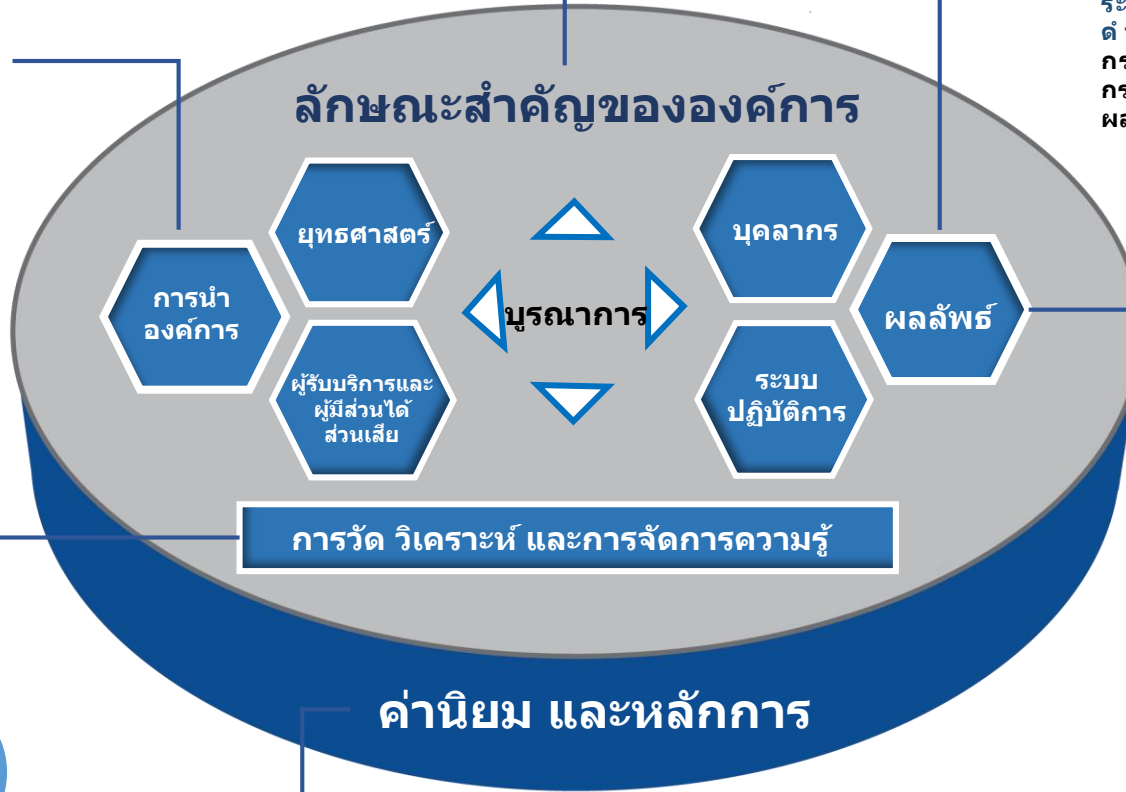 ลักษณะสำคัญขององค์การ
ยุทธศาสตร์
บุคลากร
การนำ
องค์การ
บูรณาการ
ผลลัพธ์
ผู้รับบริการและ
ผู้มีส่วนได้
ส่วนเสีย
ระบบ
ปฏิบัติการ
การวัด วิเคราะห์ และการจัดการความรู้
ค่านิยม และหลักการ